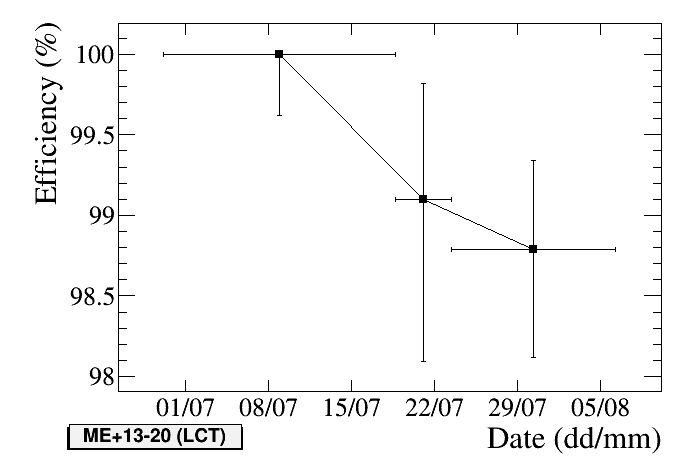 Efficiency (%)
100
99.5
99
98.5
98
01/07 08/07 15/07 22/07 29/07 05/08
ME+13-20 (LCT)
Date (dd/mm)